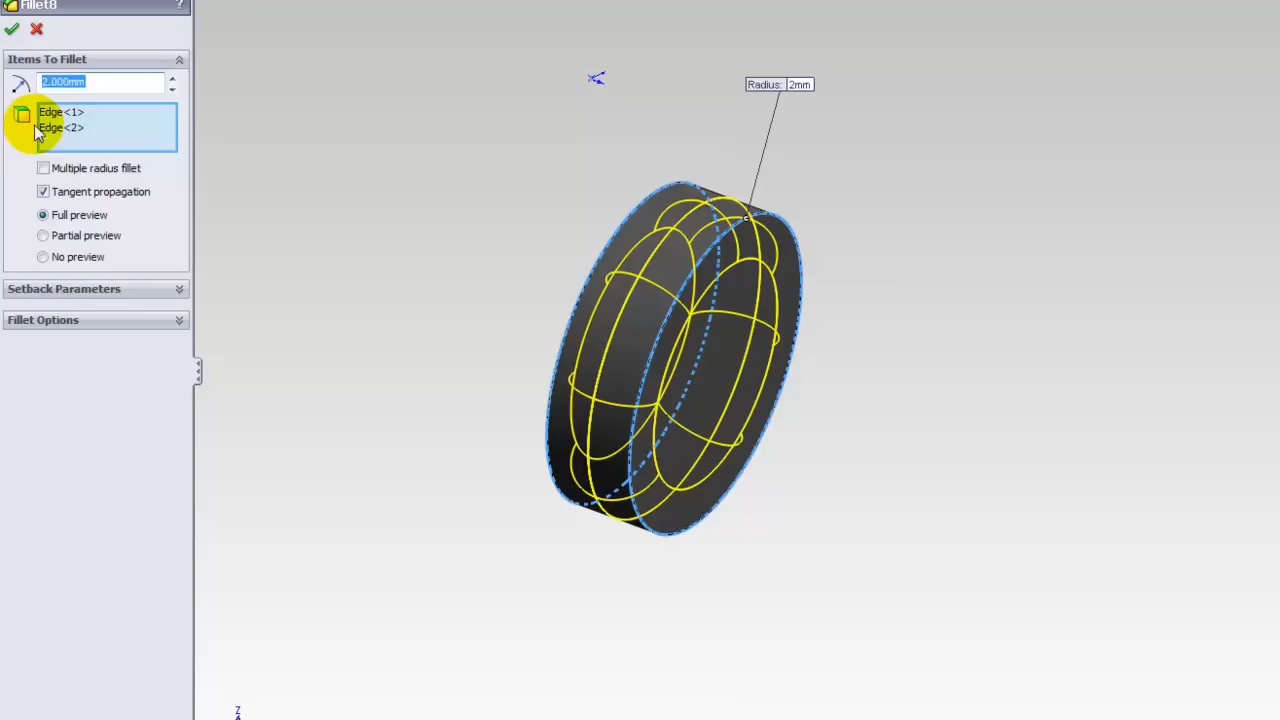 Fillet8 ?
Items To Fillet
2.000mm
Edge<1>
Edge<2>
Multiple radius fillet
Tangent propagation
Full preview
Partial preview
No preview
Setback Parameters
Fillet Options
Radius: 2mm
Z